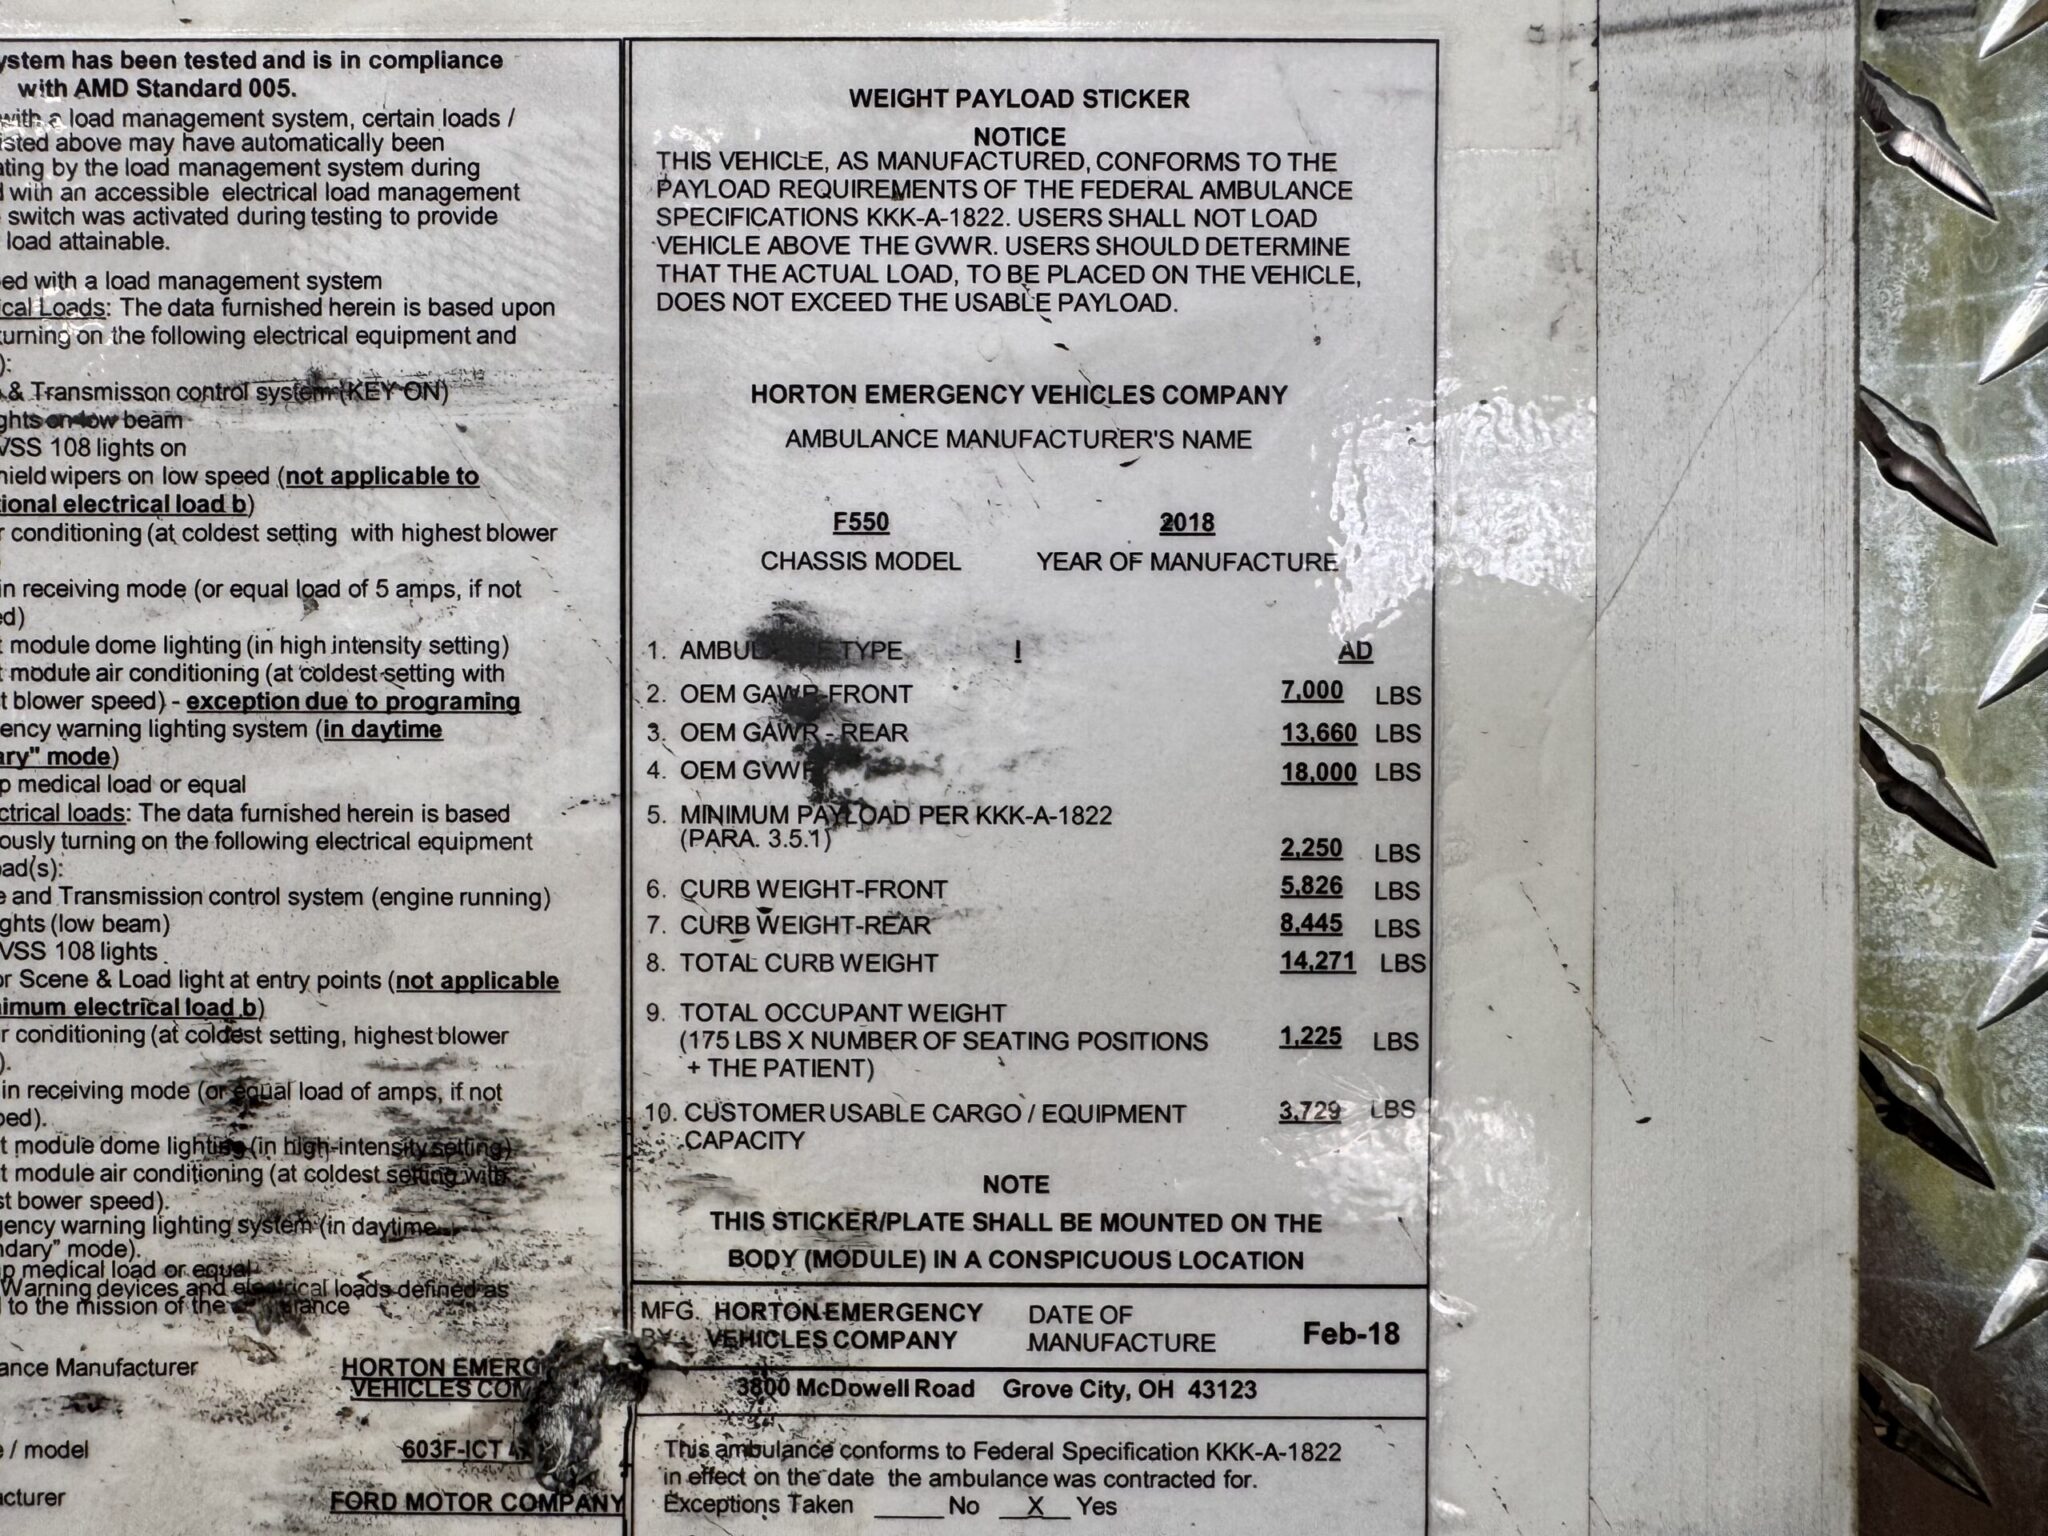 ystem has been tested and is in compliance
with AMD Standard 005.
with a load management system, certain loads /
isted above may have automatically been
ating by the load management system during
d with an accessible electrical load management
switch was activated during testing to provide
load attainable.
ed with a load management system
ical Loads: The data furnished herein is based upon
turning on the following electrical equipment and
):
& Transmisson control system (KEY ON)
ghts on low beam
VSS 108 lights on
hield wipers on low speed (not applicable to
tional electrical load b)
r conditioning (at coldest setting with highest blower
in receiving mode (or equal load of 5 amps, if not
ed)
t module dome lighting (in high intensity setting)
t module air conditioning (at coldest setting with
t blower speed) - exception due to programing
ency warning lighting system (in daytime
ary" mode)
p medical load or equal
ctrical loads: The data furnished herein is based
ously turning on the following electrical equipment
oad(s):
e and Transmission control system (engine running)
ghts (low beam)
VSS 108 lights
or Scene & Load light at entry points (not applicable
nimum electrical load b)
r conditioning (at coldest setting, highest blower
).
in receiving mode (or equal load of amps, if not
ped).
t module dome lighting (in high-intensity setting)
t module air conditioning (at coldest setting with
st bower speed).
gency warning lighting system (in daytime
ndary" mode).
p medical load or equal
Warning devices and electrical loads defined as
to the mission of the
ance Manufacturer HORTON EMERG
VEHICLES COM
e / model 603F-ICT
acturer FORD MOTOR COMPANY
WEIGHT PAYLOAD STICKER
NOTICE
THIS VEHICLE, AS MANUFACTURED, CONFORMS TO THE
PAYLOAD REQUIREMENTS OF THE FEDERAL AMBULANCE
SPECIFICATIONS KKK-A-1822. USERS SHALL NOT LOAD
VEHICLE ABOVE THE GVWR. USERS SHOULD DETERMINE
THAT THE ACTUAL LOAD, TO BE PLACED ON THE VEHICLE,
DOES NOT EXCEED THE USABLE PAYLOAD.
HORTON EMERGENCY VEHICLES COMPANY
AMBULANCE MANUFACTURER'S NAME
F550 2018
CHASSIS MODEL YEAR OF MANUFACTURE
1. AMBULANCE TYPE I AD
2. OEM GAWR-FRONT 7,000 LBS
3. OEM GAWR - REAR 13,660 LBS
4. OEM GVWR 18,000 LBS
5. MINIMUM PAYLOAD PER KKK-A-1822
(PARA. 3.5.1) 2,250 LBS
6. CURB WEIGHT-FRONT 5,826 LBS
7. CURB WEIGHT-REAR 8,445 LBS
8. TOTAL CURB WEIGHT 14,271 LBS
9. TOTAL OCCUPANT WEIGHT
(175 LBS X NUMBER OF SEATING POSITIONS 1,225 LBS
+ THE PATIENT)
10. CUSTOMER USABLE CARGO / EQUIPMENT 3,729 LBS
CAPACITY
NOTE
THIS STICKER/PLATE SHALL BE MOUNTED ON THE
BODY (MODULE) IN A CONSPICUOUS LOCATION
MFG. HORTON EMERGENCY DATE OF
BY VEHICLES COMPANY MANUFACTURE Feb-18
3800 McDowell Road Grove City, OH 43123
This ambulance conforms to Federal Specification KKK-A-1822
in effect on the date the ambulance was contracted for.
Exceptions Taken ____ No __X__ Yes